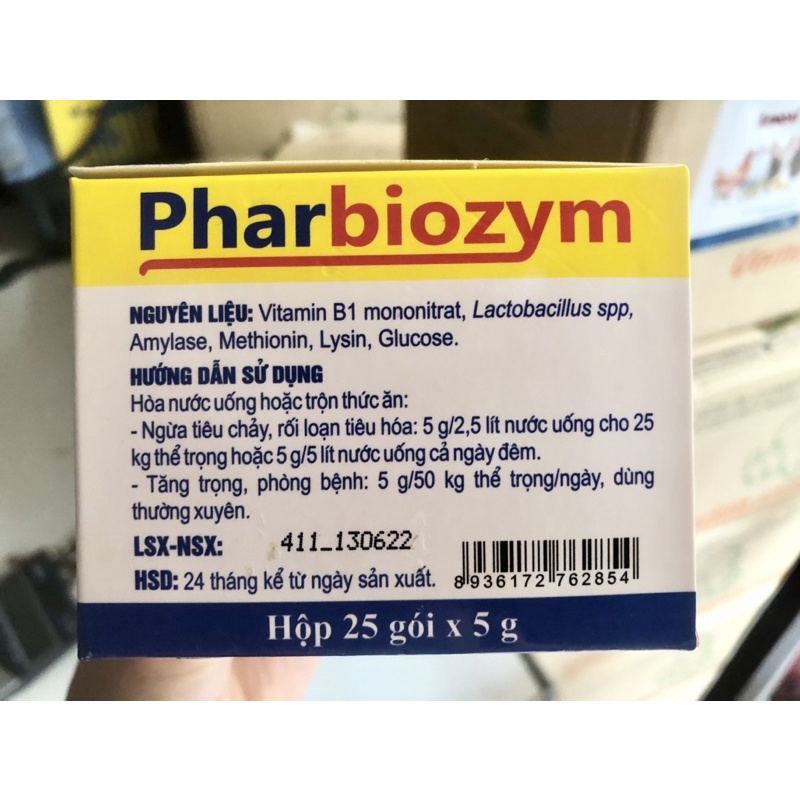 Pharbiozym
NGUYÊN LIỆU: Vitamin B1 mononitrat, Lactobacillus spp,
Amylase, Methionin, Lysin, Glucose.
HƯỚNG DẪN SỬ DỤNG
Hòa nước uống hoặc trộn thức ăn:
- Ngừa tiêu chảy, rối loạn tiêu hóa: 5 g/2,5 lít nước uống cho 25
kg thể trọng hoặc 5 g/5 lít nước uống cả ngày đêm.
- Tăng trọng, phòng bệnh: 5 g/50 kg thể trọng/ngày, dùng
thường xuyên.
LSX-NSX: 411_130622
HSD: 24 tháng kể từ ngày sản xuất.
8 936172 762854
Hộp 25 gói x 5 g